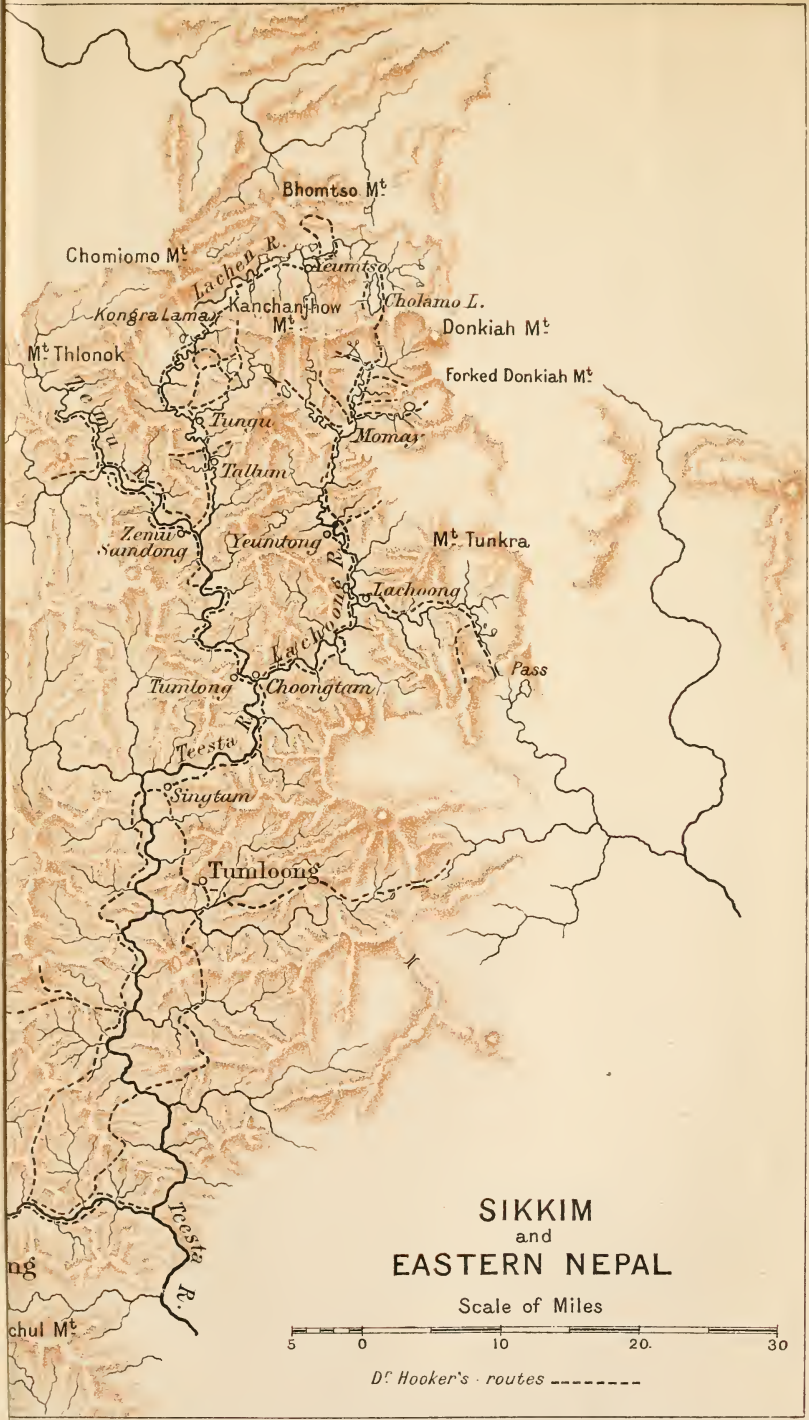 Bhomtso Mt
Chomiomo Mt
Lachen R.
Yeumtso
Kongra Lama
Kanchanjhow
Mt
Cholamo L.
Donkiah Mt
Mt Thlonok
Forked Donkiah Mt
Zemu R.
Tungu
Momay
Tallum
Zemu
Samdong
Yeumtong
Mt Tunkra
Lachoong
Lachoong R.
Pass
Tumlong
Choongtam
Teesta R.
Singtam
Tumloong
Teesta R.
ng
chul Mt
SIKKIM
and
EASTERN NEPAL
Scale of Miles
5 0 10 20. 30
Dr Hooker's routes